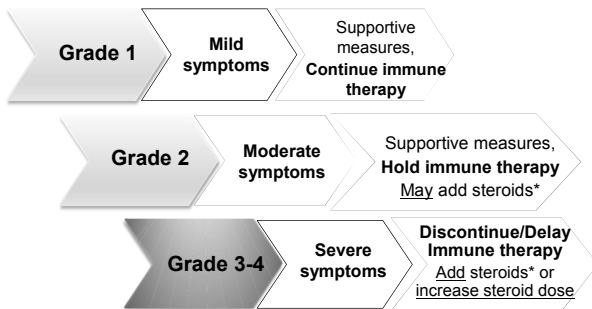 Grade 1
Mild
symptoms
Supportive
measures,
Continue immune
therapy
Grade 2
Moderate
symptoms
Supportive measures,
Hold immune therapy
May add steroids*
Grade 3-4
Severe
symptoms
Discontinue/Delay
Immune therapy
Add steroids* or
increase steroid dose